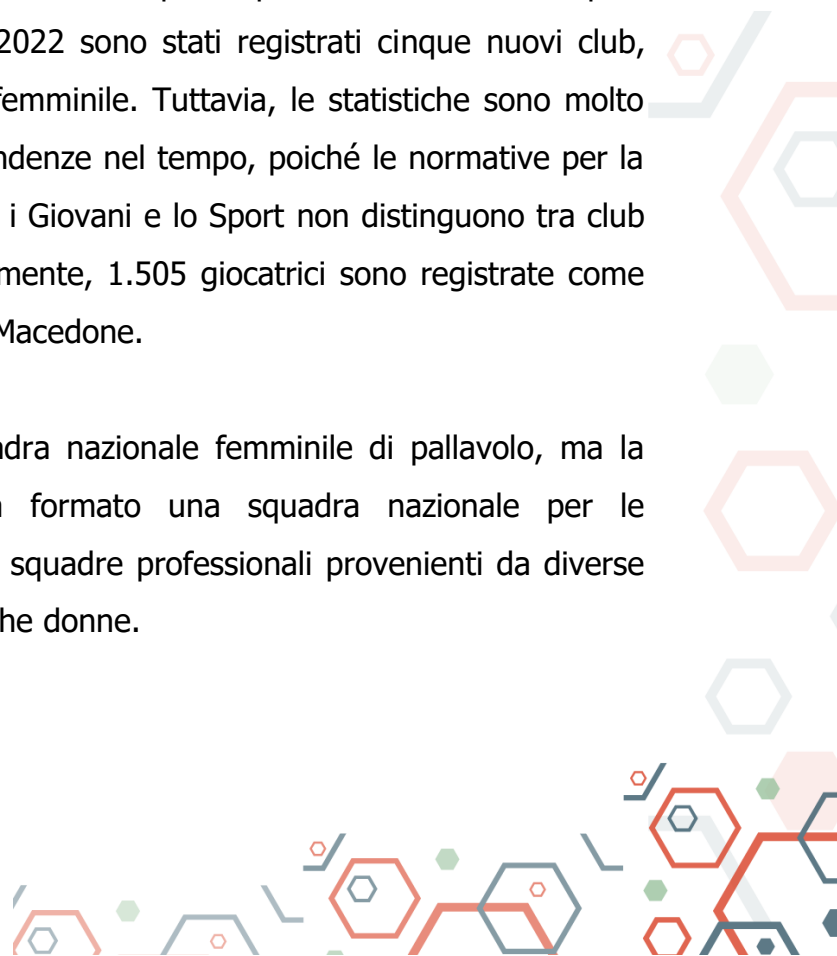 2022 sono stati registrati cinque nuovi club,
femminile. Tuttavia, le statistiche sono molto
ndenze nel tempo, poiché le normative per la
i Giovani e lo Sport non distinguono tra club
mente, 1.505 giocatrici sono registrate come
Macedone.
dra nazionale femminile di pallavolo, ma la
formato una squadra nazionale per le
squadre professionali provenienti da diverse
he donne.